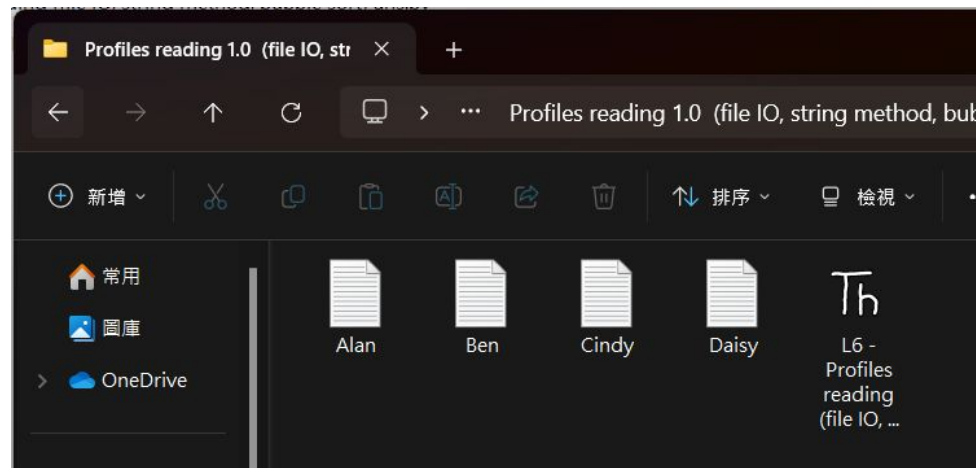 Profiles reading 1.0 (file IO, str
Profiles reading 1.0 (file IO, string method, bub
新增
排序
檢視
常用
圖庫
OneDrive
Alan
Ben
Cindy
Daisy
Th
L6 -
Profiles
reading
(file IO, ...